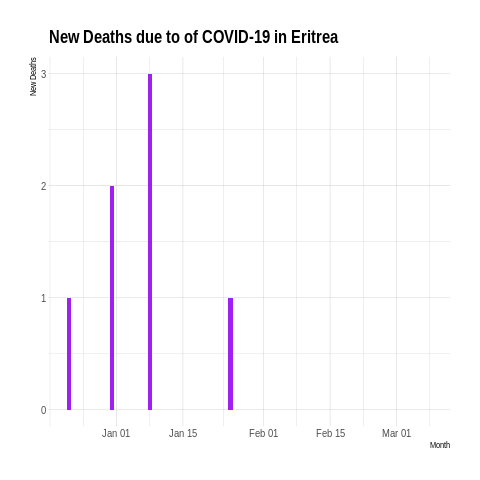 New Deaths due to of COVID-19 in Eritrea
New Deaths
3
2
1
0
Jan 01 Jan 15 Feb 01 Feb 15 Mar 01
Month